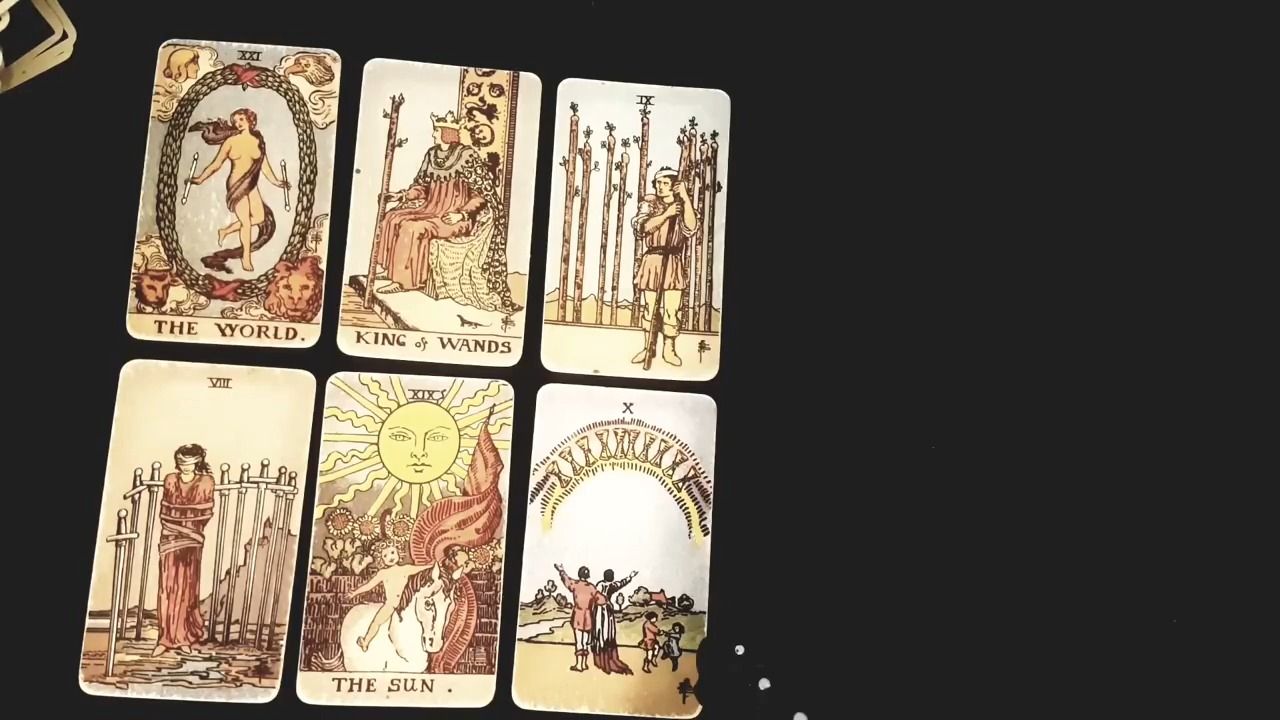 XXI
THE WORLD.
KING of WANDS
IX
VIII
XIX
THE SUN .
X